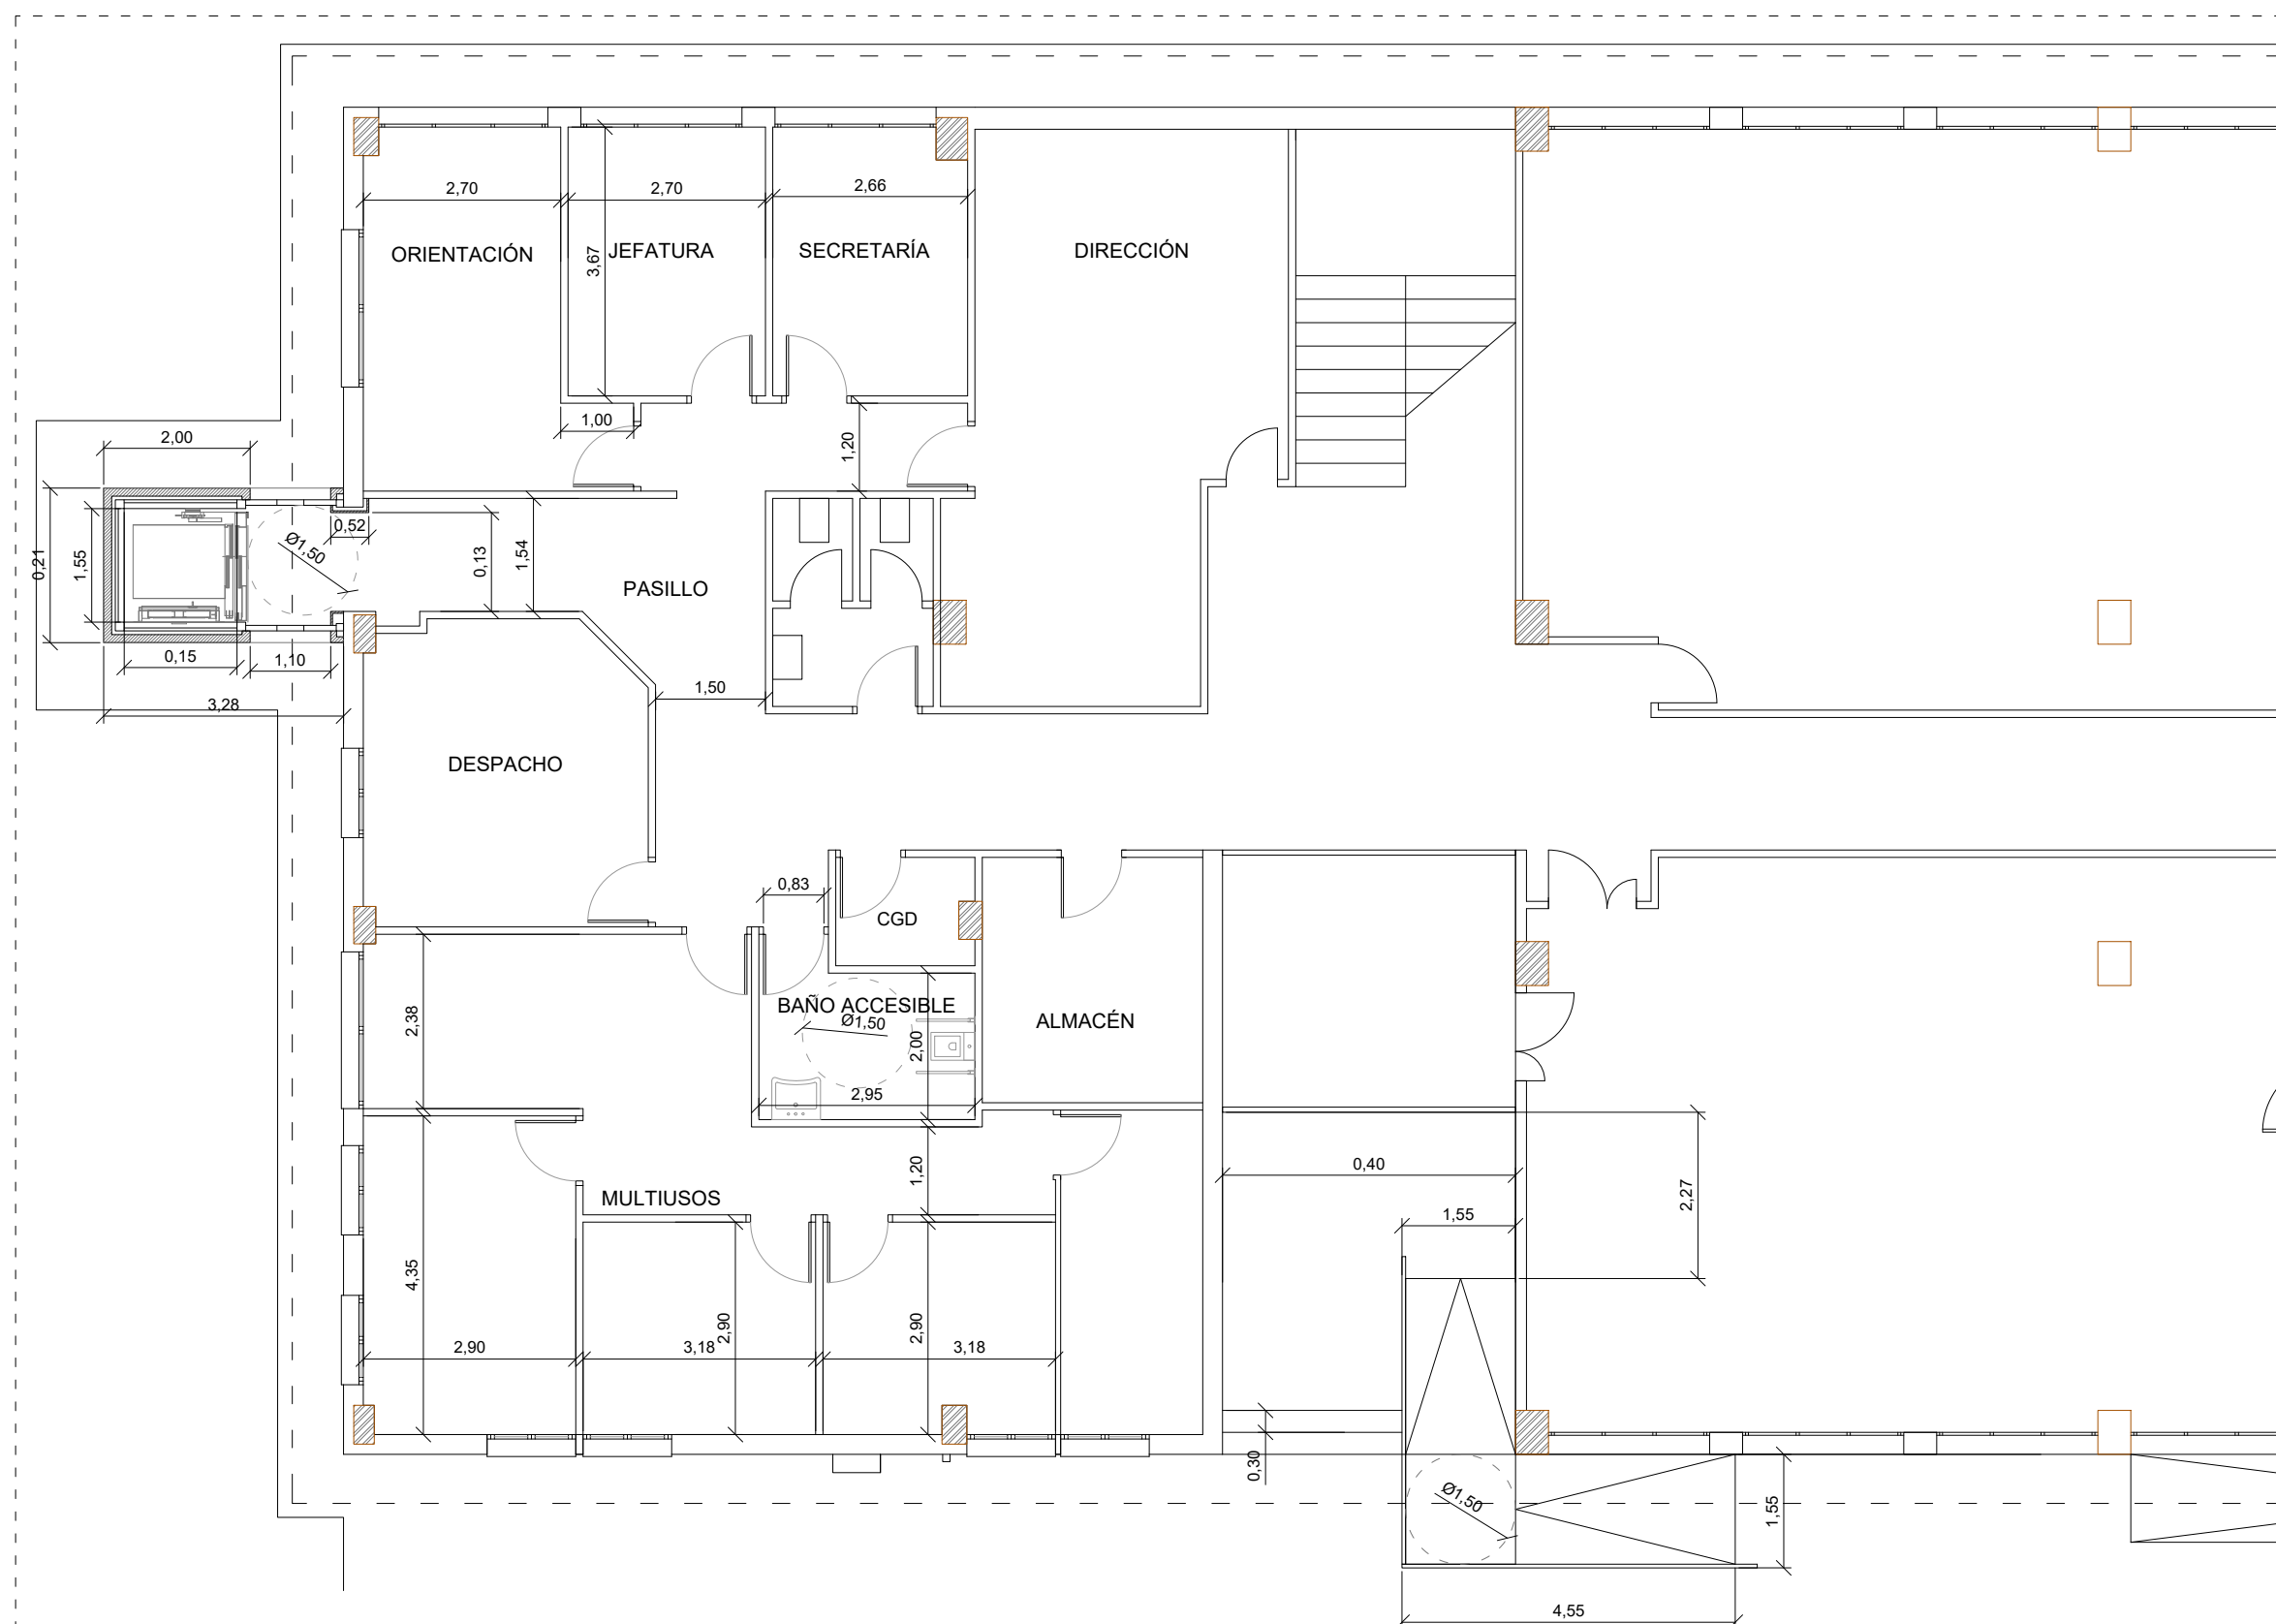 2,70
2,70
2,66
ORIENTACIÓN
JEFATURA
SECRETARÍA
DIRECCIÓN
3,67
1,00
1,20
2,00
0,52
Ø1,50
0,21
1,55
0,13
1,54
PASILLO
0,15
1,10
1,50
3,28
DESPACHO
0,83
CGD
BAÑO ACCESIBLE
Ø1,50
2,00
2,38
ALMACÉN
2,95
1,20
0,40
MULTIUSOS
2,27
1,55
4,35
2,90
2,90
2,90
3,18
3,18
0,30
Ø1,50
1,55
4,55